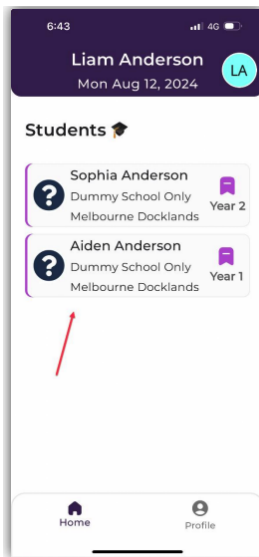 6:43
4G
Liam Anderson
LA
Mon Aug 12, 2024
Students
Sophia Anderson
Dummy School Only
Melbourne Docklands
Year 2
Aiden Anderson
Dummy School Only
Melbourne Docklands
Year 1
Home
Profile